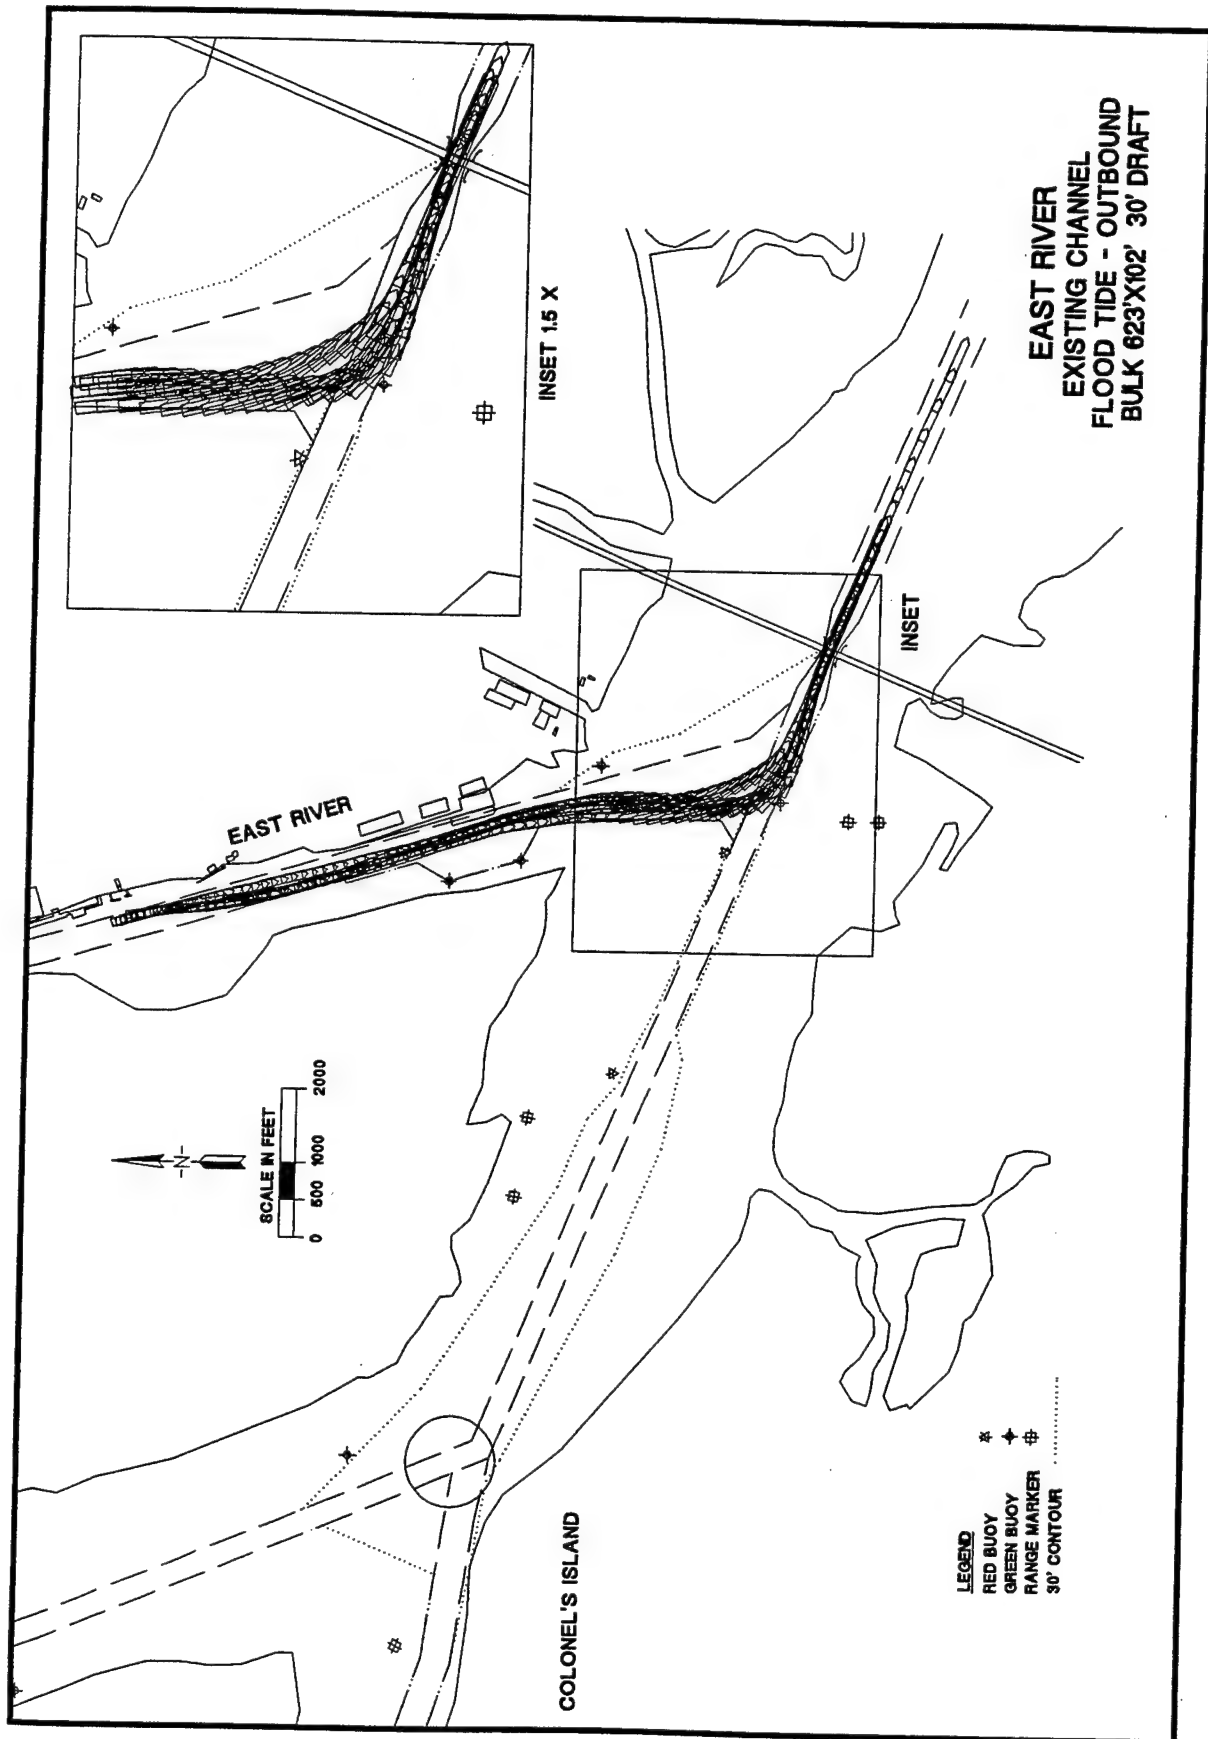 INSET 1.5 X
EAST RIVER
EXISTING CHANNEL
FLOOD TIDE - OUTBOUND
BULK 623'X102' 30' DRAFT
INSET
EAST RIVER
-N-
SCALE IN FEET
0 500 1000 2000
COLONEL'S ISLAND
LEGEND
RED BUOY
GREEN BUOY
RANGE MARKER
30' CONTOUR